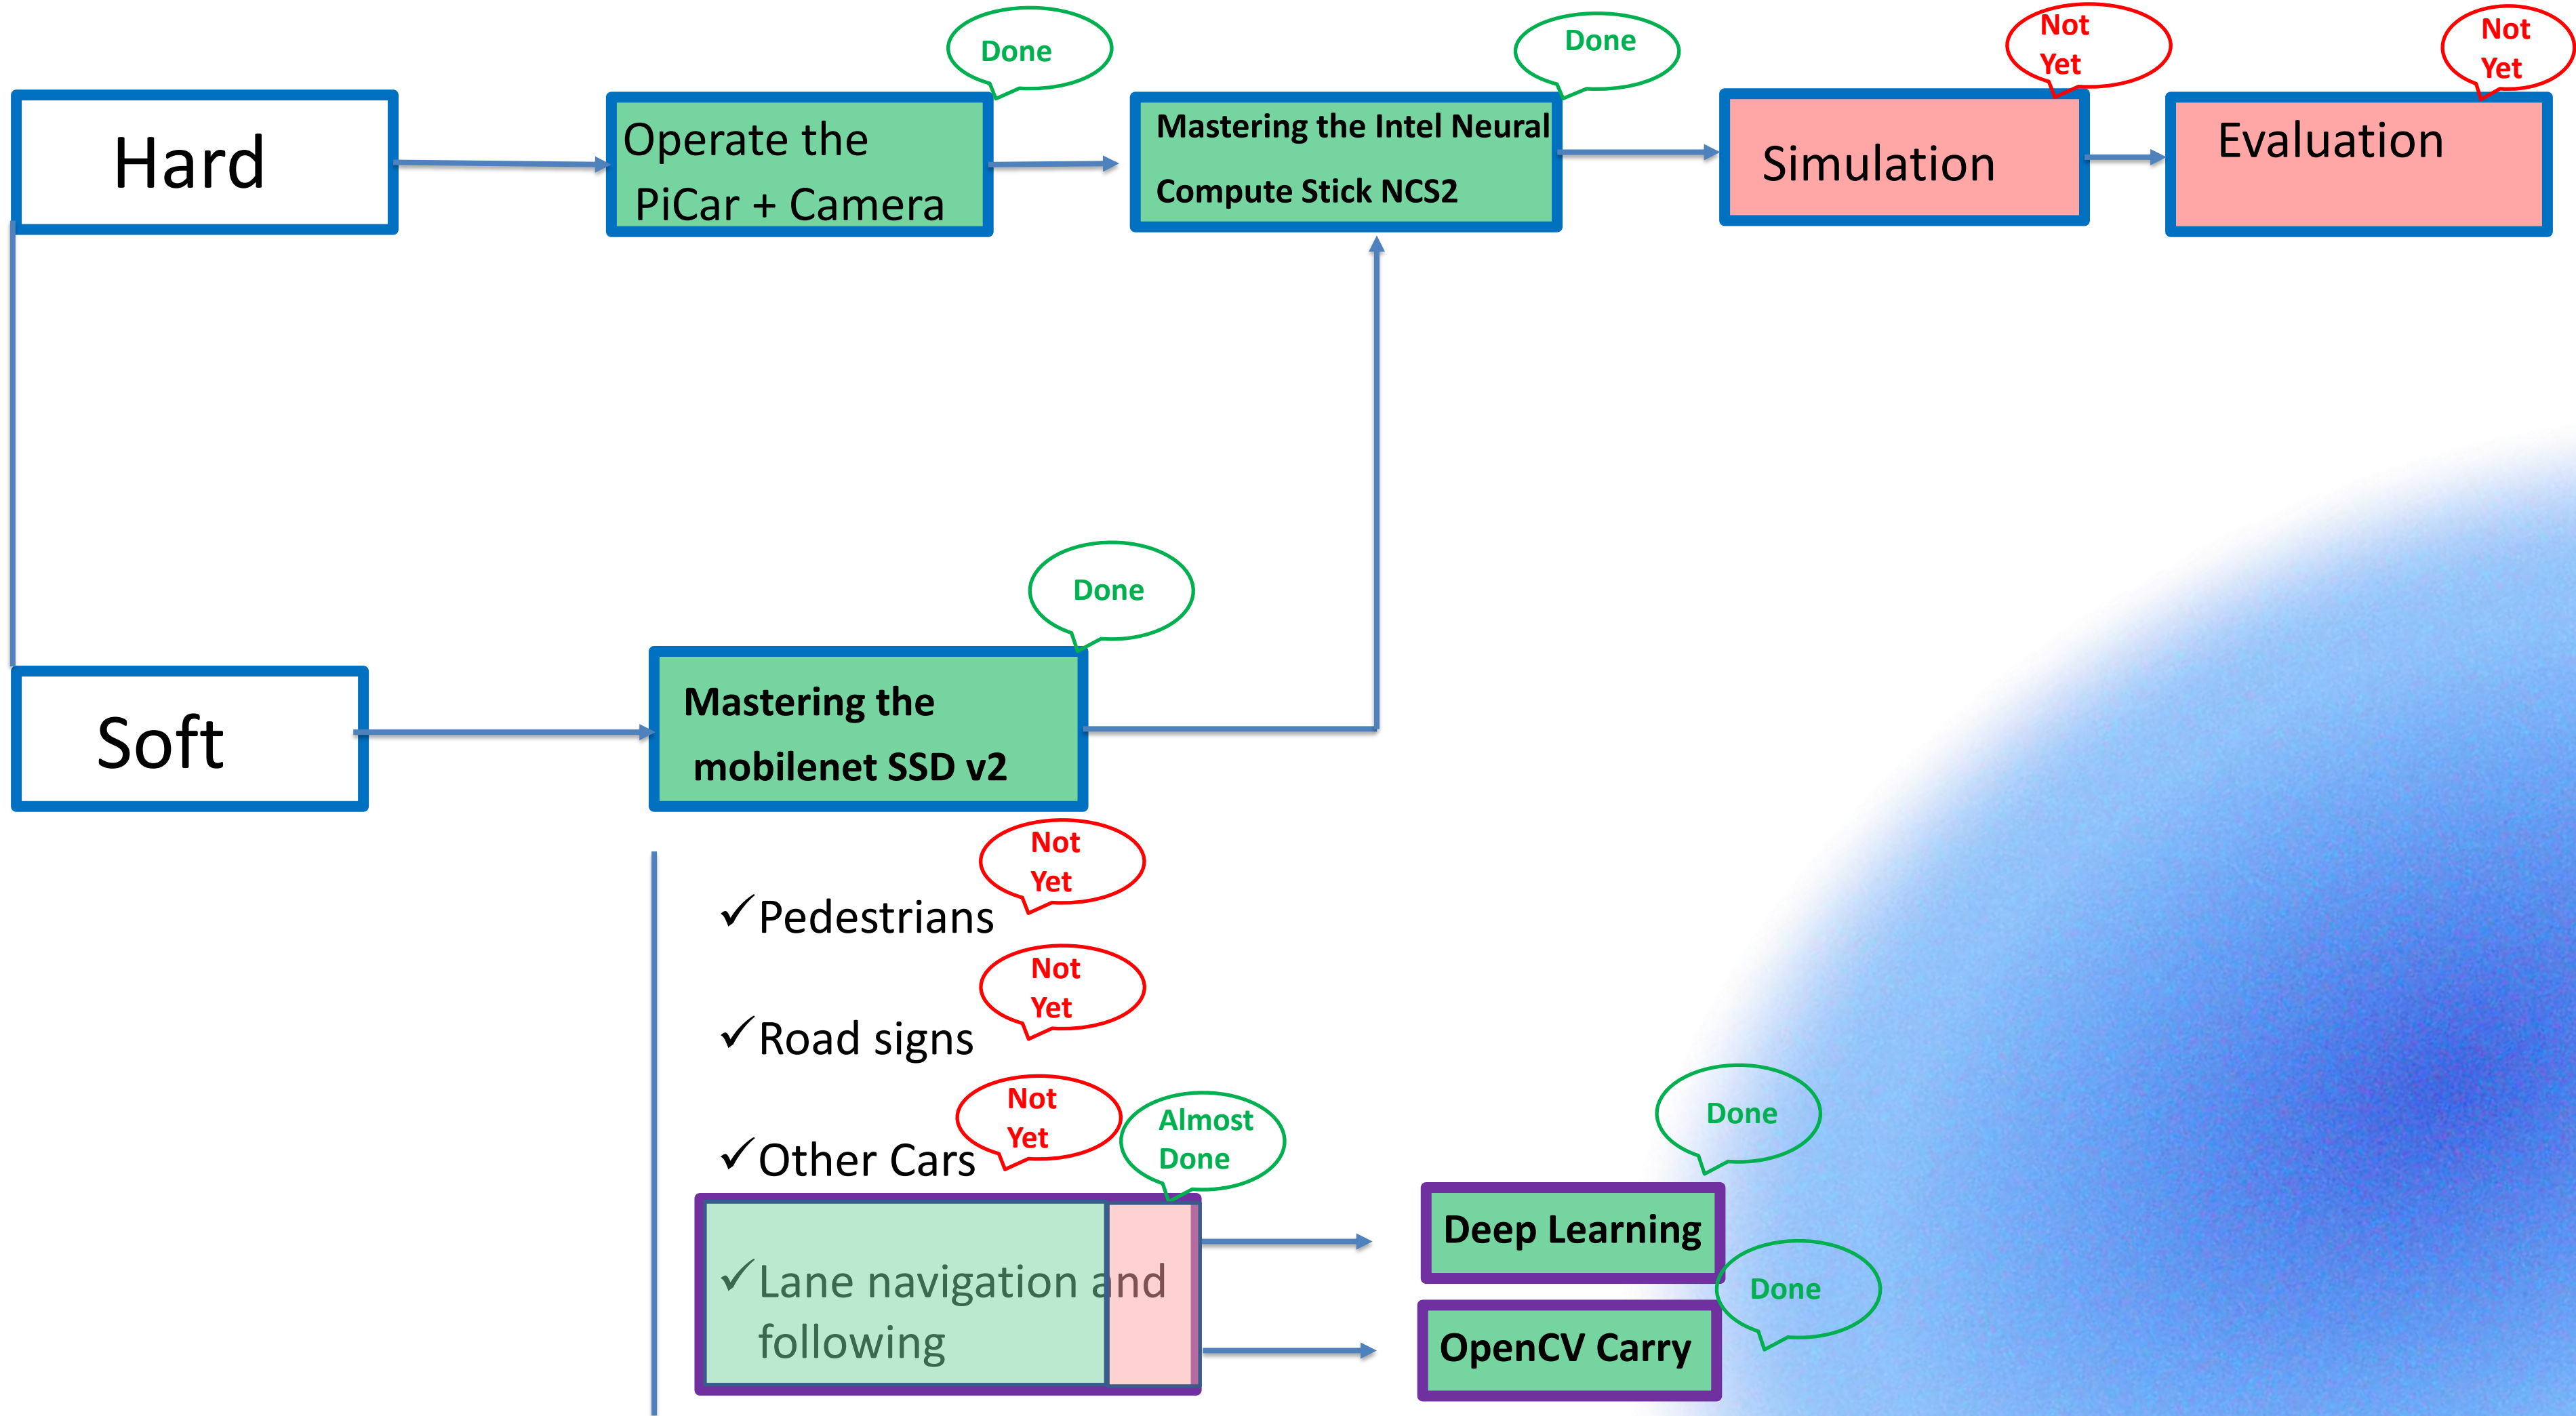 Done
Done
Not
Yet
Not
Yet
Hard
Operate the
PiCar + Camera
Mastering the Intel Neural
Compute Stick NCS2
Simulation
Evaluation
Done
Soft
Mastering the
mobilenet SSD v2
Not
Yet
✓Pedestrians
Not
Yet
✓Road signs
Not
Yet
Almost
Done
✓Other Cars
Done
✓Lane navigation and
following
Deep Learning
Done
OpenCV Carry